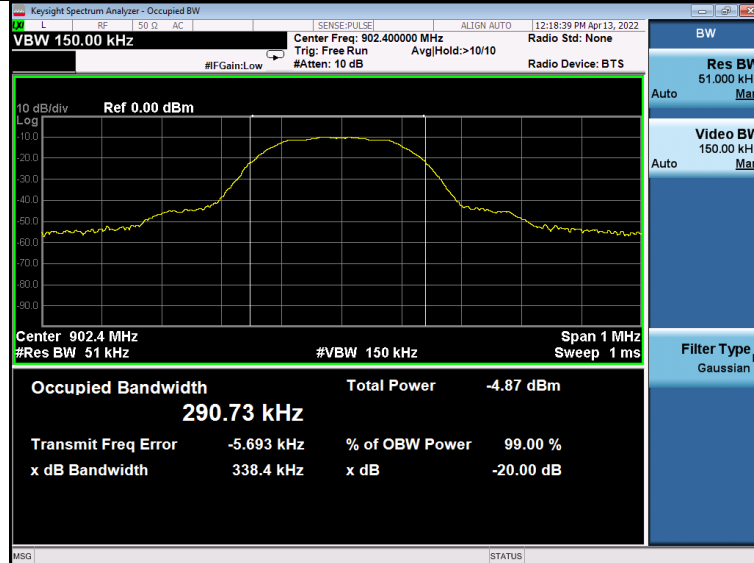 Keysight Spectrum Analyzer - Occupied BW
L RF 50 Ω AC SENSE:PULSE ALIGN AUTO 12:18:39 PM Apr 13, 2022
VBW 150.00 kHz
Center Freq: 902.400000 MHz Radio Std: None
Trig: Free Run Avg|Hold:>10/10
#IFGain:Low #Atten: 10 dB Radio Device: BTS
10 dB/div Ref 0.00 dBm
Log
-10.0
-20.0
-30.0
-40.0
-50.0
-60.0
-70.0
-80.0
-90.0
Center 902.4 MHz Span 1 MHz
#Res BW 51 kHz #VBW 150 kHz Sweep 1 ms
Occupied Bandwidth Total Power -4.87 dBm
290.73 kHz
Transmit Freq Error -5.693 kHz % of OBW Power 99.00 %
x dB Bandwidth 338.4 kHz x dB -20.00 dB
MSG STATUS
BW
Res BW
51.000 kH
Auto Mar
Video BW
150.00 kH
Auto Mar
Filter Type
Gaussian